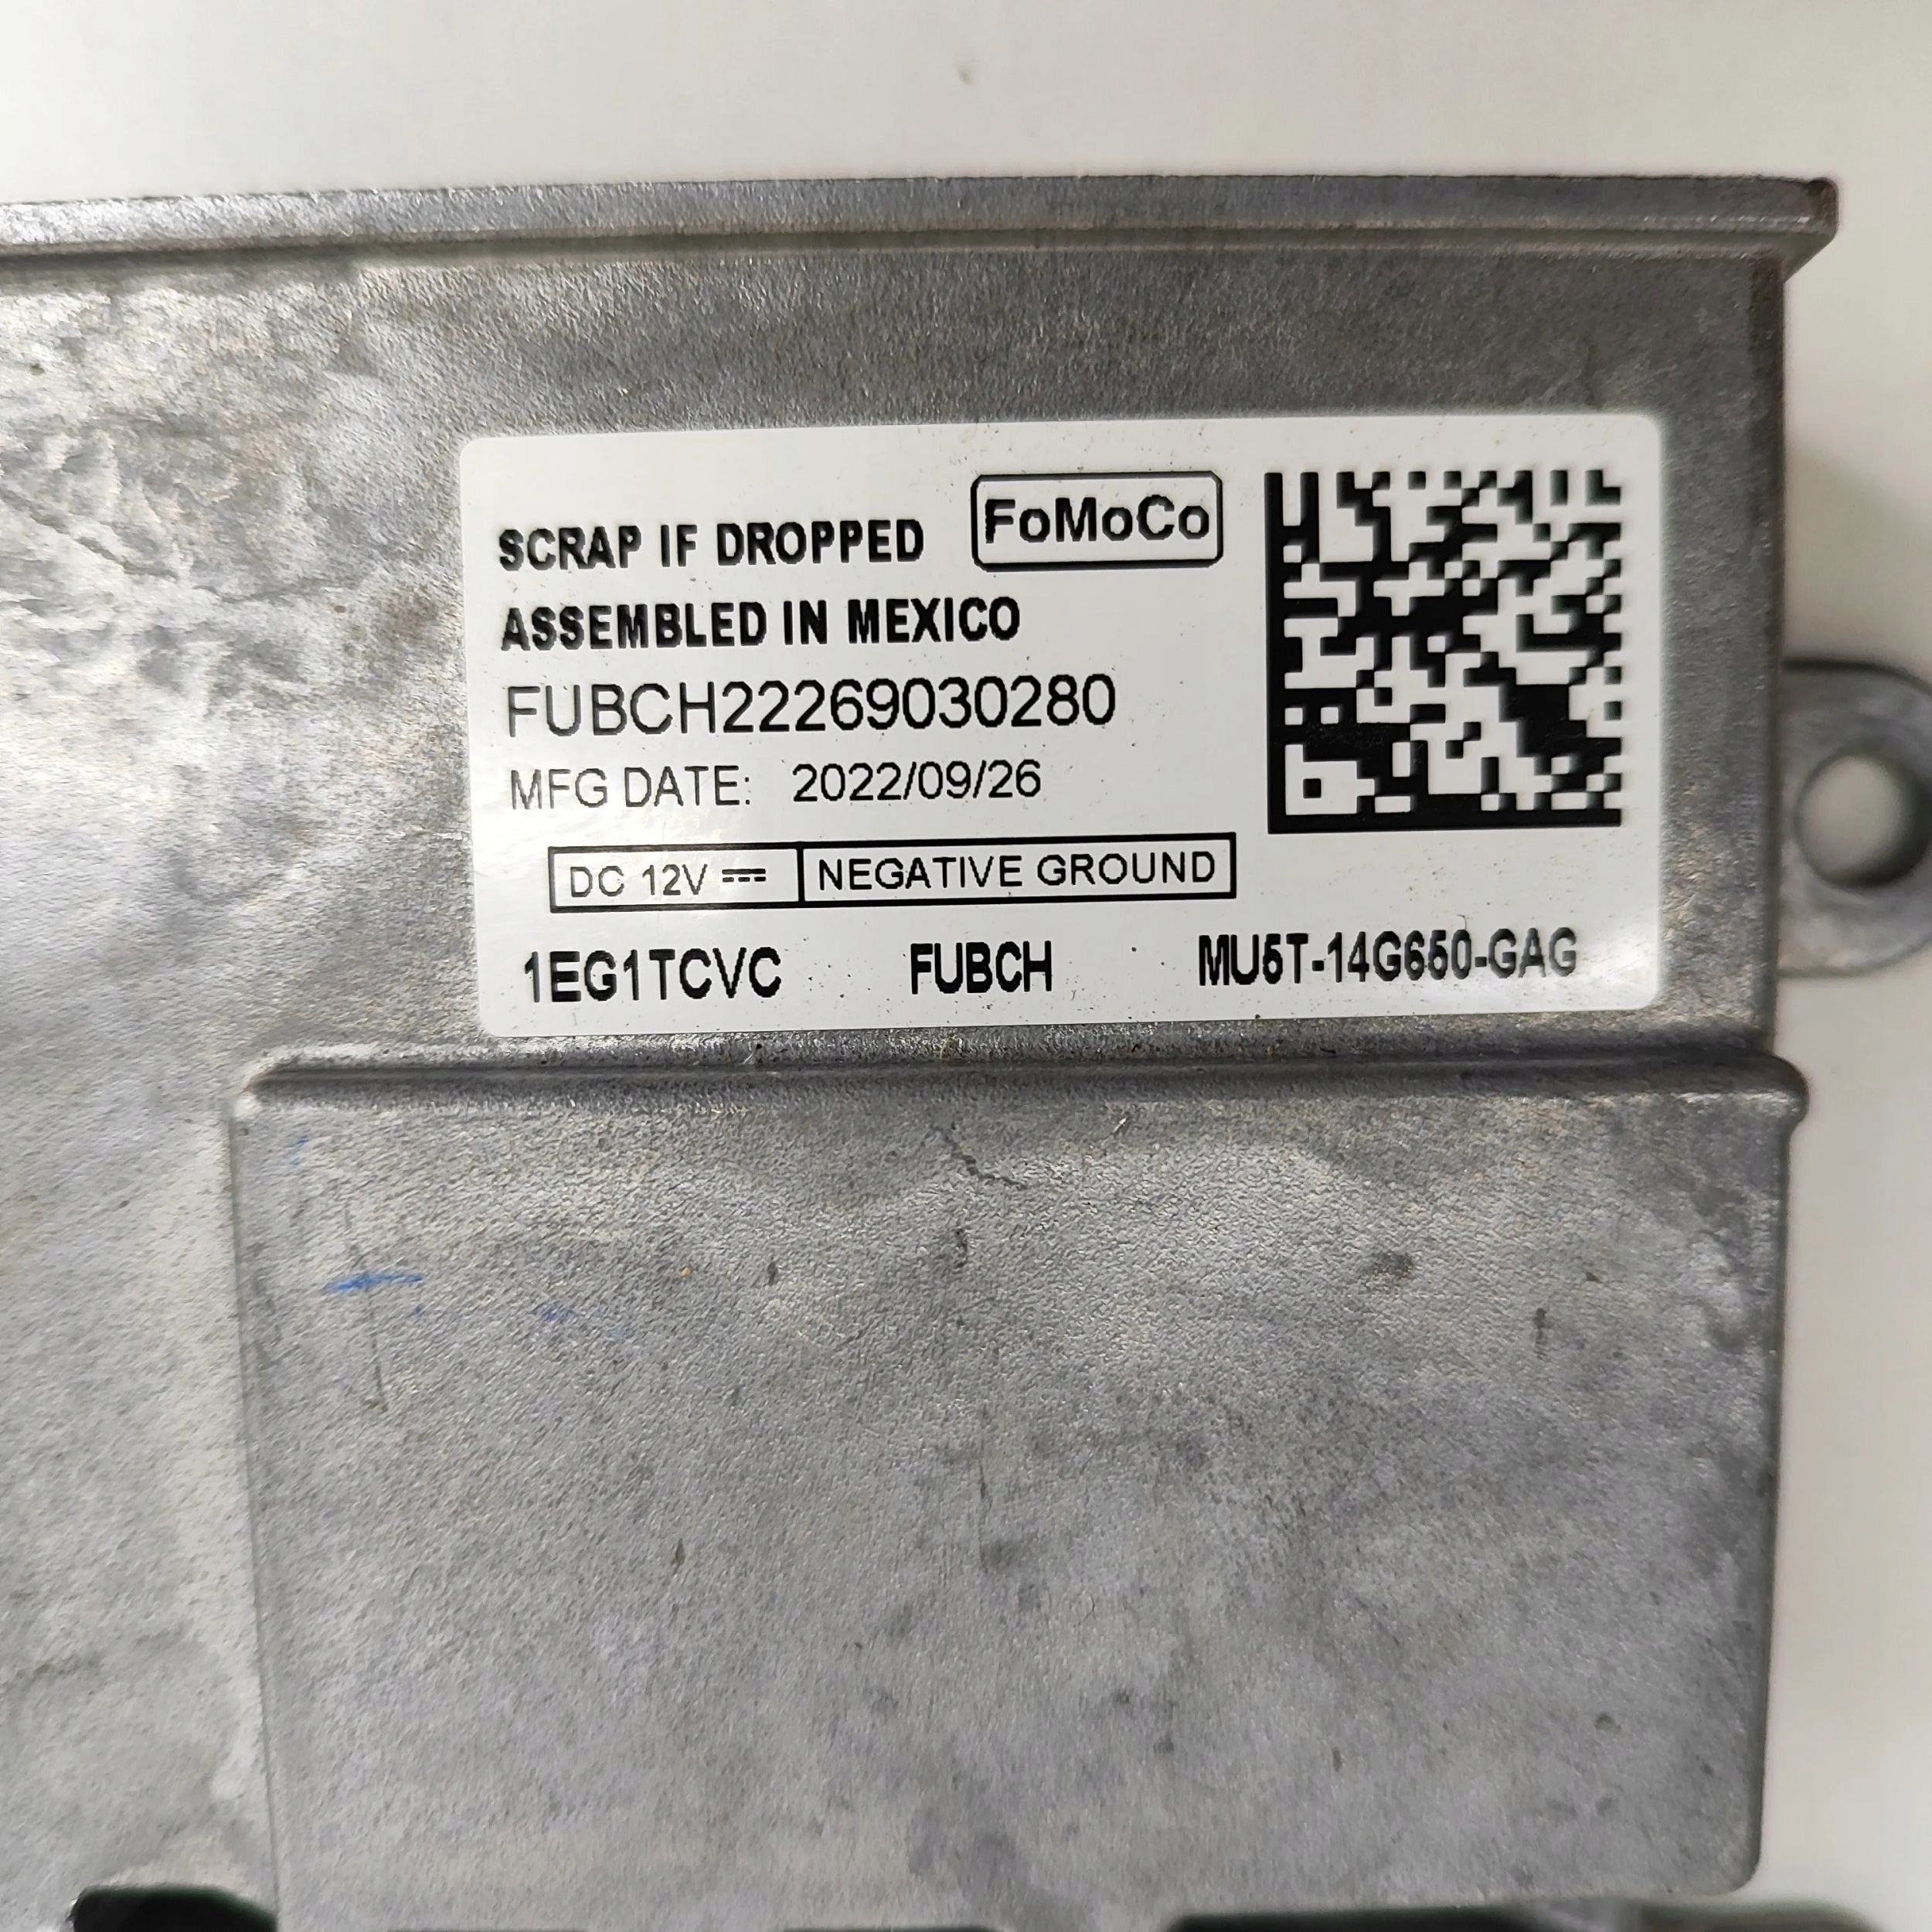 SCRAP IF DROPPED FoMoCo
ASSEMBLED IN MEXICO
FUBCH22269030280
MFG DATE: 2022/09/26
DC 12V ⎓ NEGATIVE GROUND
1EG1TCVC FUBCH MU5T-14G650-GAG